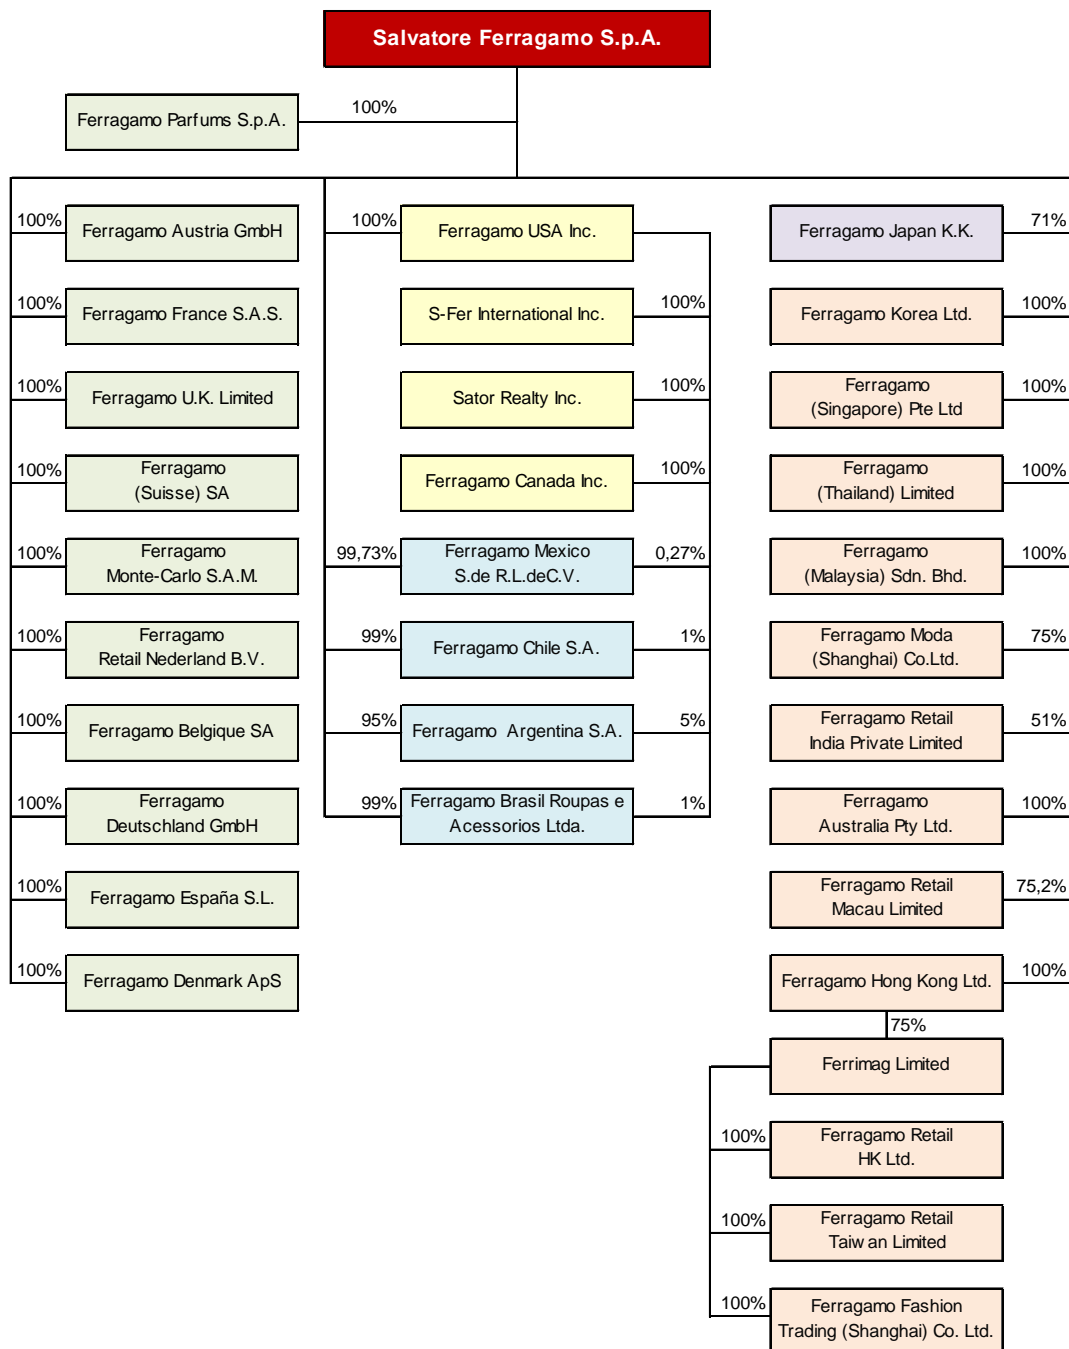 Salvatore Ferragamo S.p.A.
Ferragamo Parfums S.p.A.
100%
100%
Ferragamo Austria GmbH
100%
Ferragamo USA Inc.
Ferragamo Japan K.K.
71%
100%
Ferragamo France S.A.S.
S-Fer International Inc.
100%
Ferragamo Korea Ltd.
100%
100%
Ferragamo U.K. Limited
Sator Realty Inc.
100%
Ferragamo
(Singapore) Pte Ltd
100%
100%
Ferragamo
(Suisse) SA
Ferragamo Canada Inc.
100%
Ferragamo
(Thailand) Limited
100%
100%
Ferragamo
Monte-Carlo S.A.M.
99,73%
Ferragamo Mexico
S.de R.L.deC.V.
0,27%
Ferragamo
(Malaysia) Sdn. Bhd.
100%
100%
Ferragamo
Retail Nederland B.V.
99%
Ferragamo Chile S.A.
1%
Ferragamo Moda
(Shanghai) Co.Ltd.
75%
100%
Ferragamo Belgique SA
95%
Ferragamo Argentina S.A.
5%
Ferragamo Retail
India Private Limited
51%
100%
Ferragamo
Deutschland GmbH
99%
Ferragamo Brasil Roupas e
Acessorios Ltda.
1%
Ferragamo
Australia Pty Ltd.
100%
100%
Ferragamo España S.L.
Ferragamo Retail
Macau Limited
75,2%
100%
Ferragamo Denmark ApS
Ferragamo Hong Kong Ltd.
100%
75%
Ferrimag Limited
100%
Ferragamo Retail
HK Ltd.
100%
Ferragamo Retail
Taiwan Limited
100%
Ferragamo Fashion
Trading (Shanghai) Co. Ltd.